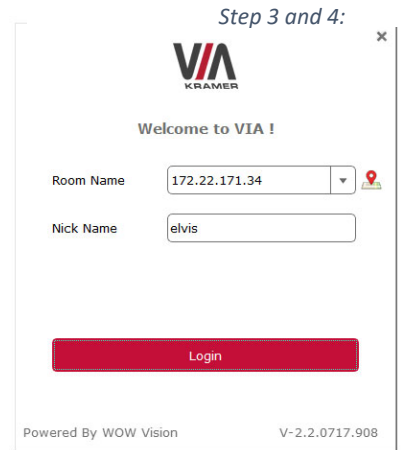 Step 3 and 4:
VIA
KRAMER
Welcome to VIA !
Room Name 172.22.171.34
Nick Name elvis
Login
Powered By WOW Vision V-2.2.0717.908